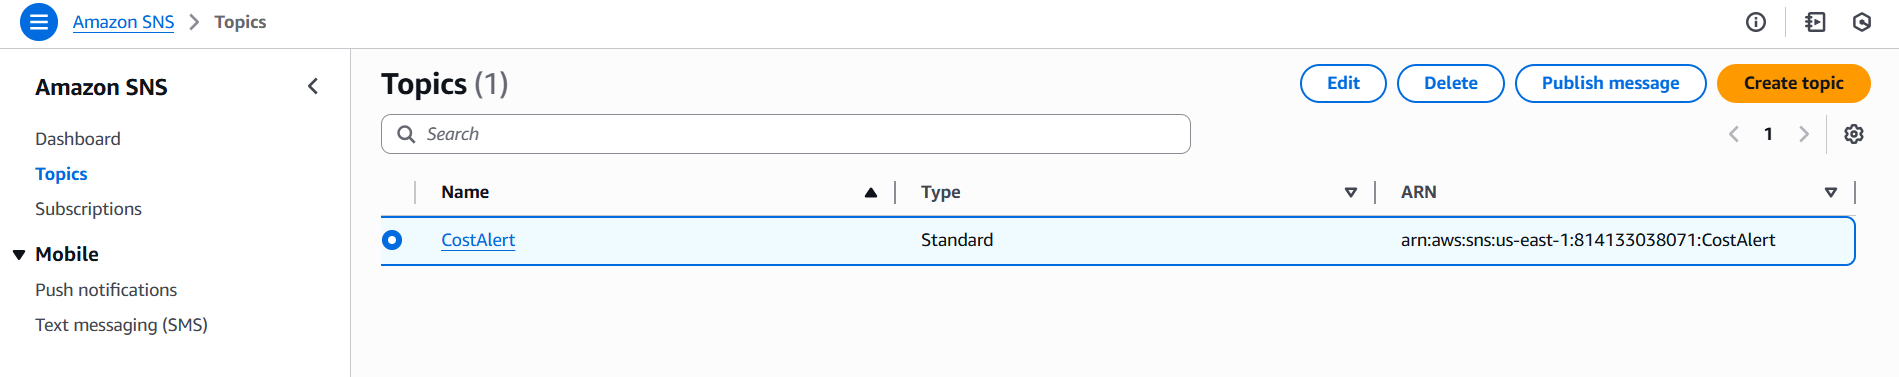 Amazon SNS > Topics
Amazon SNS
Dashboard
Topics
Subscriptions
Mobile
Push notifications
Text messaging (SMS)
Topics (1)
Edit
Delete
Publish message
Create topic
Search
1
Name Type ARN
CostAlert Standard arn:aws:sns:us-east-1:814133038071:CostAlert